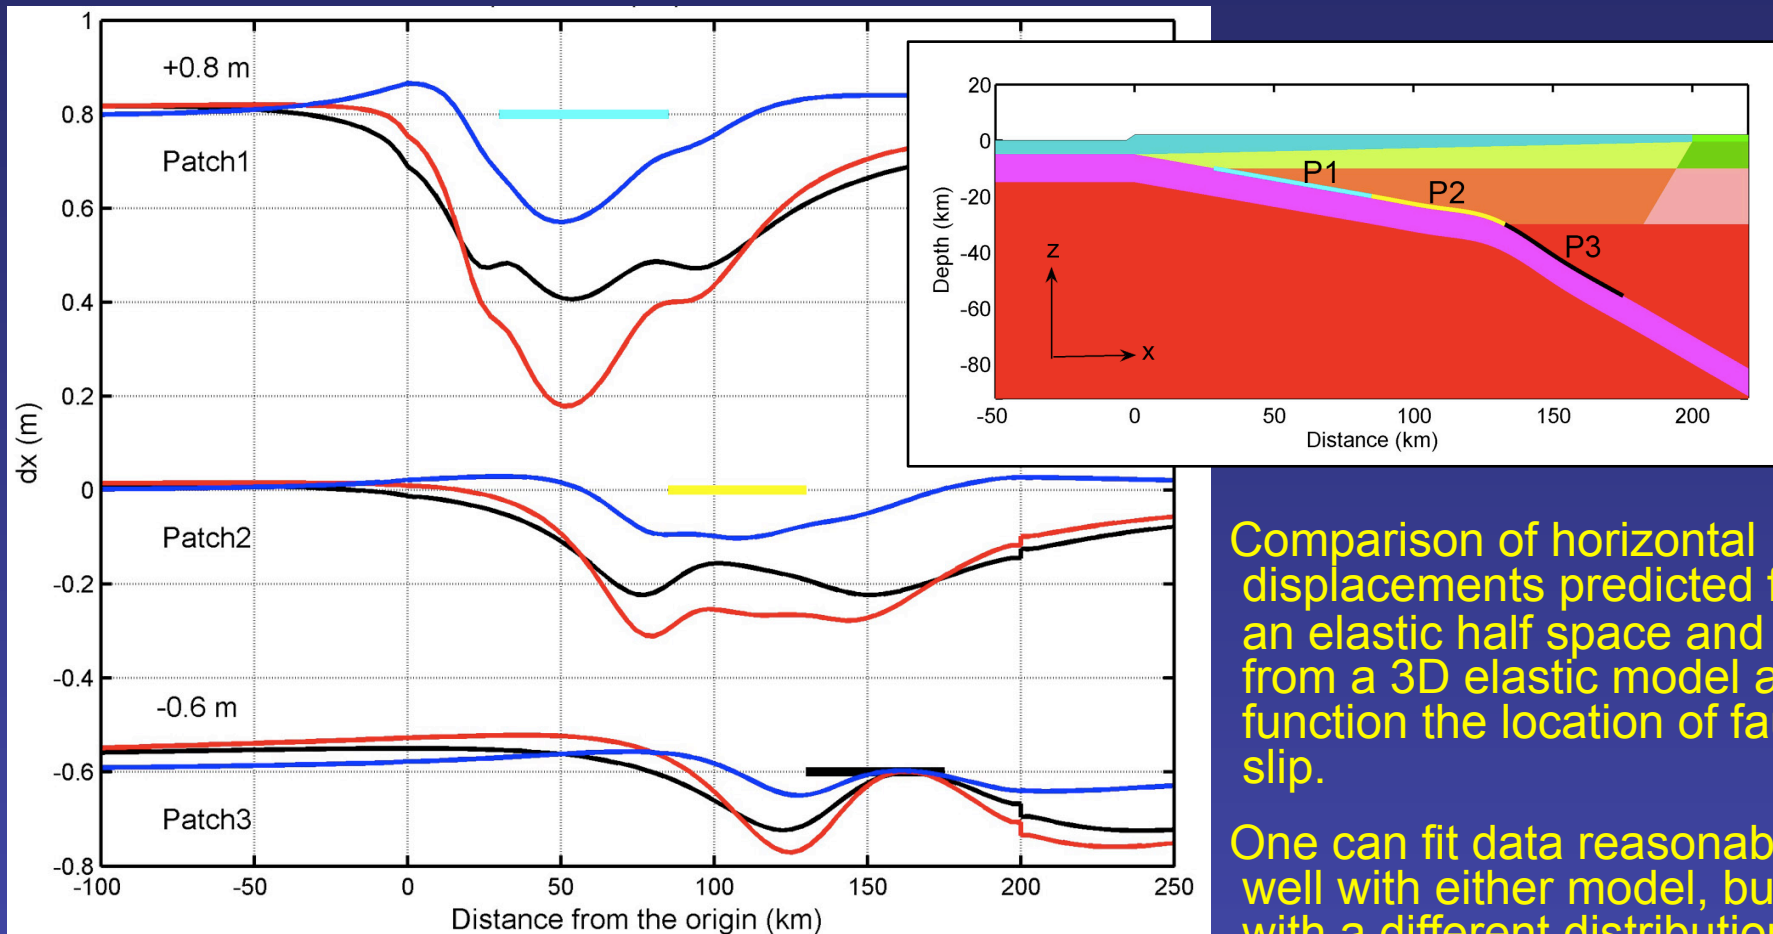 1
0.8
0.6
0.4
0.2
0
-0.2
-0.4
-0.6
-0.8
dx (m)
+0.8 m
Patch1
Patch2
-0.6 m
Patch3
-100
-50
0
50
100
150
200
250
Distance from the origin (km)
20
0
-20
-40
-60
-80
Depth (km)
P1
P2
P3
z
x
-50
0
50
100
150
200
Distance (km)
Comparison of horizontal
displacements predicted
an elastic half space and
from a 3D elastic model
function the location of
slip.
One can fit data
well with either model,
with a different distribution